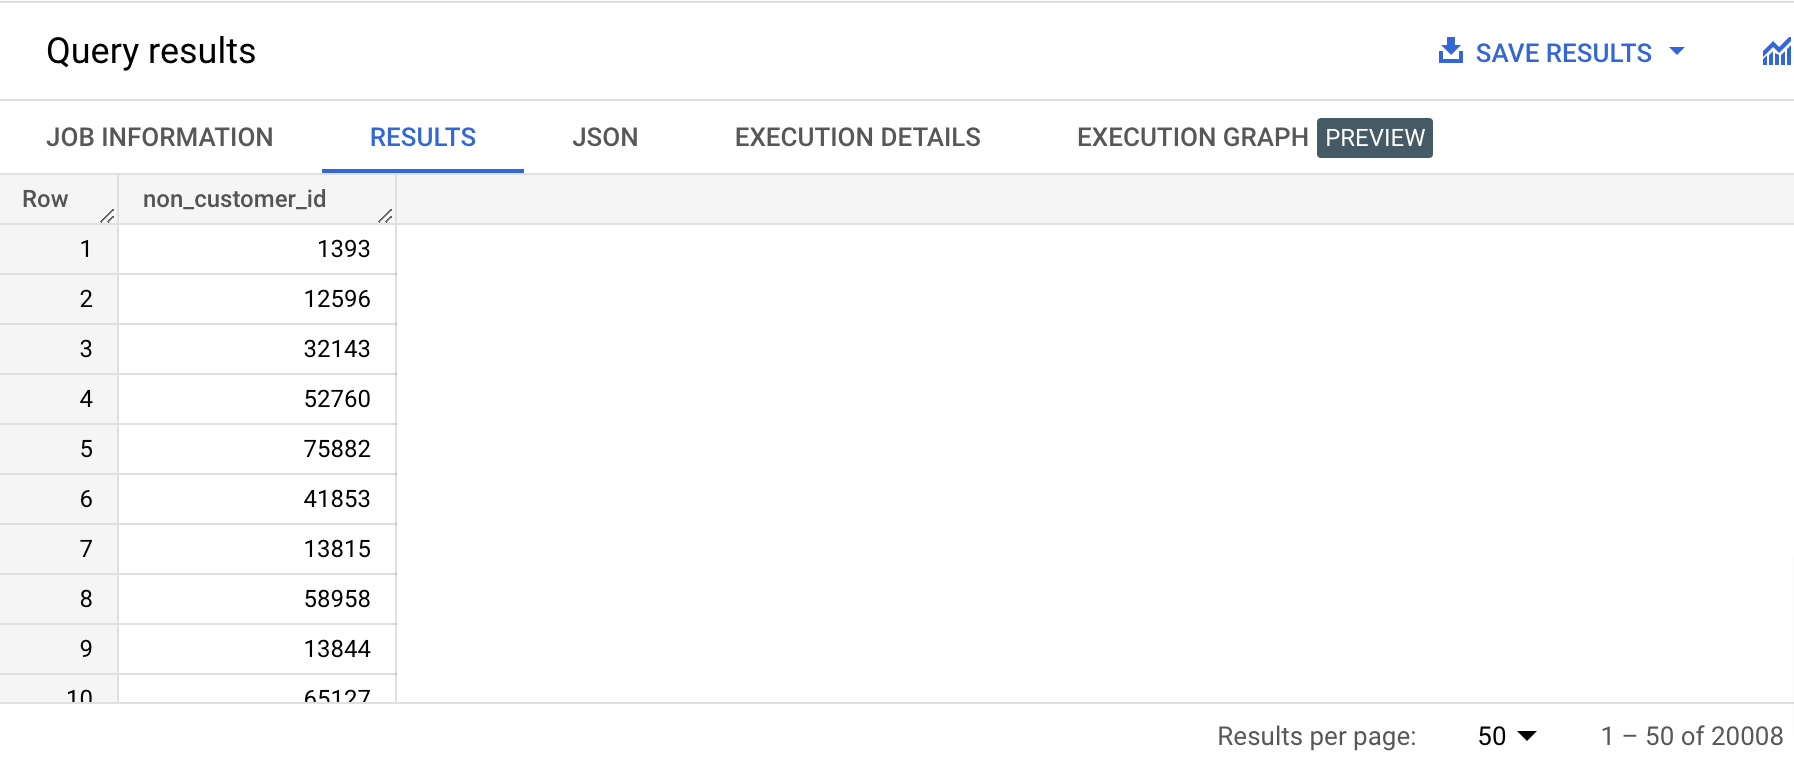 Query results
SAVE RESULTS
JOB INFORMATION RESULTS JSON EXECUTION DETAILS EXECUTION GRAPH PREVIEW
Row non_customer_id
1 1393
2 12596
3 32143
4 52760
5 75882
6 41853
7 13815
8 58958
9 13844
10 65127
Results per page: 50 1 – 50 of 20008